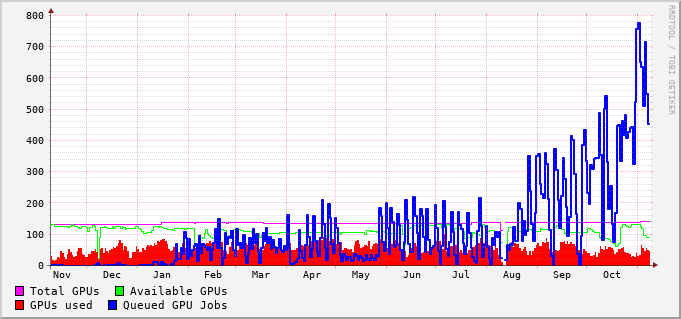 800
700
600
500
400
300
200
100
0
Nov Dec Jan Feb Mar Apr May Jun Jul Aug Sep Oct
RRDTOOL / TOBI OETIKER
Total GPUs Available GPUs
GPUs used Queued GPU Jobs